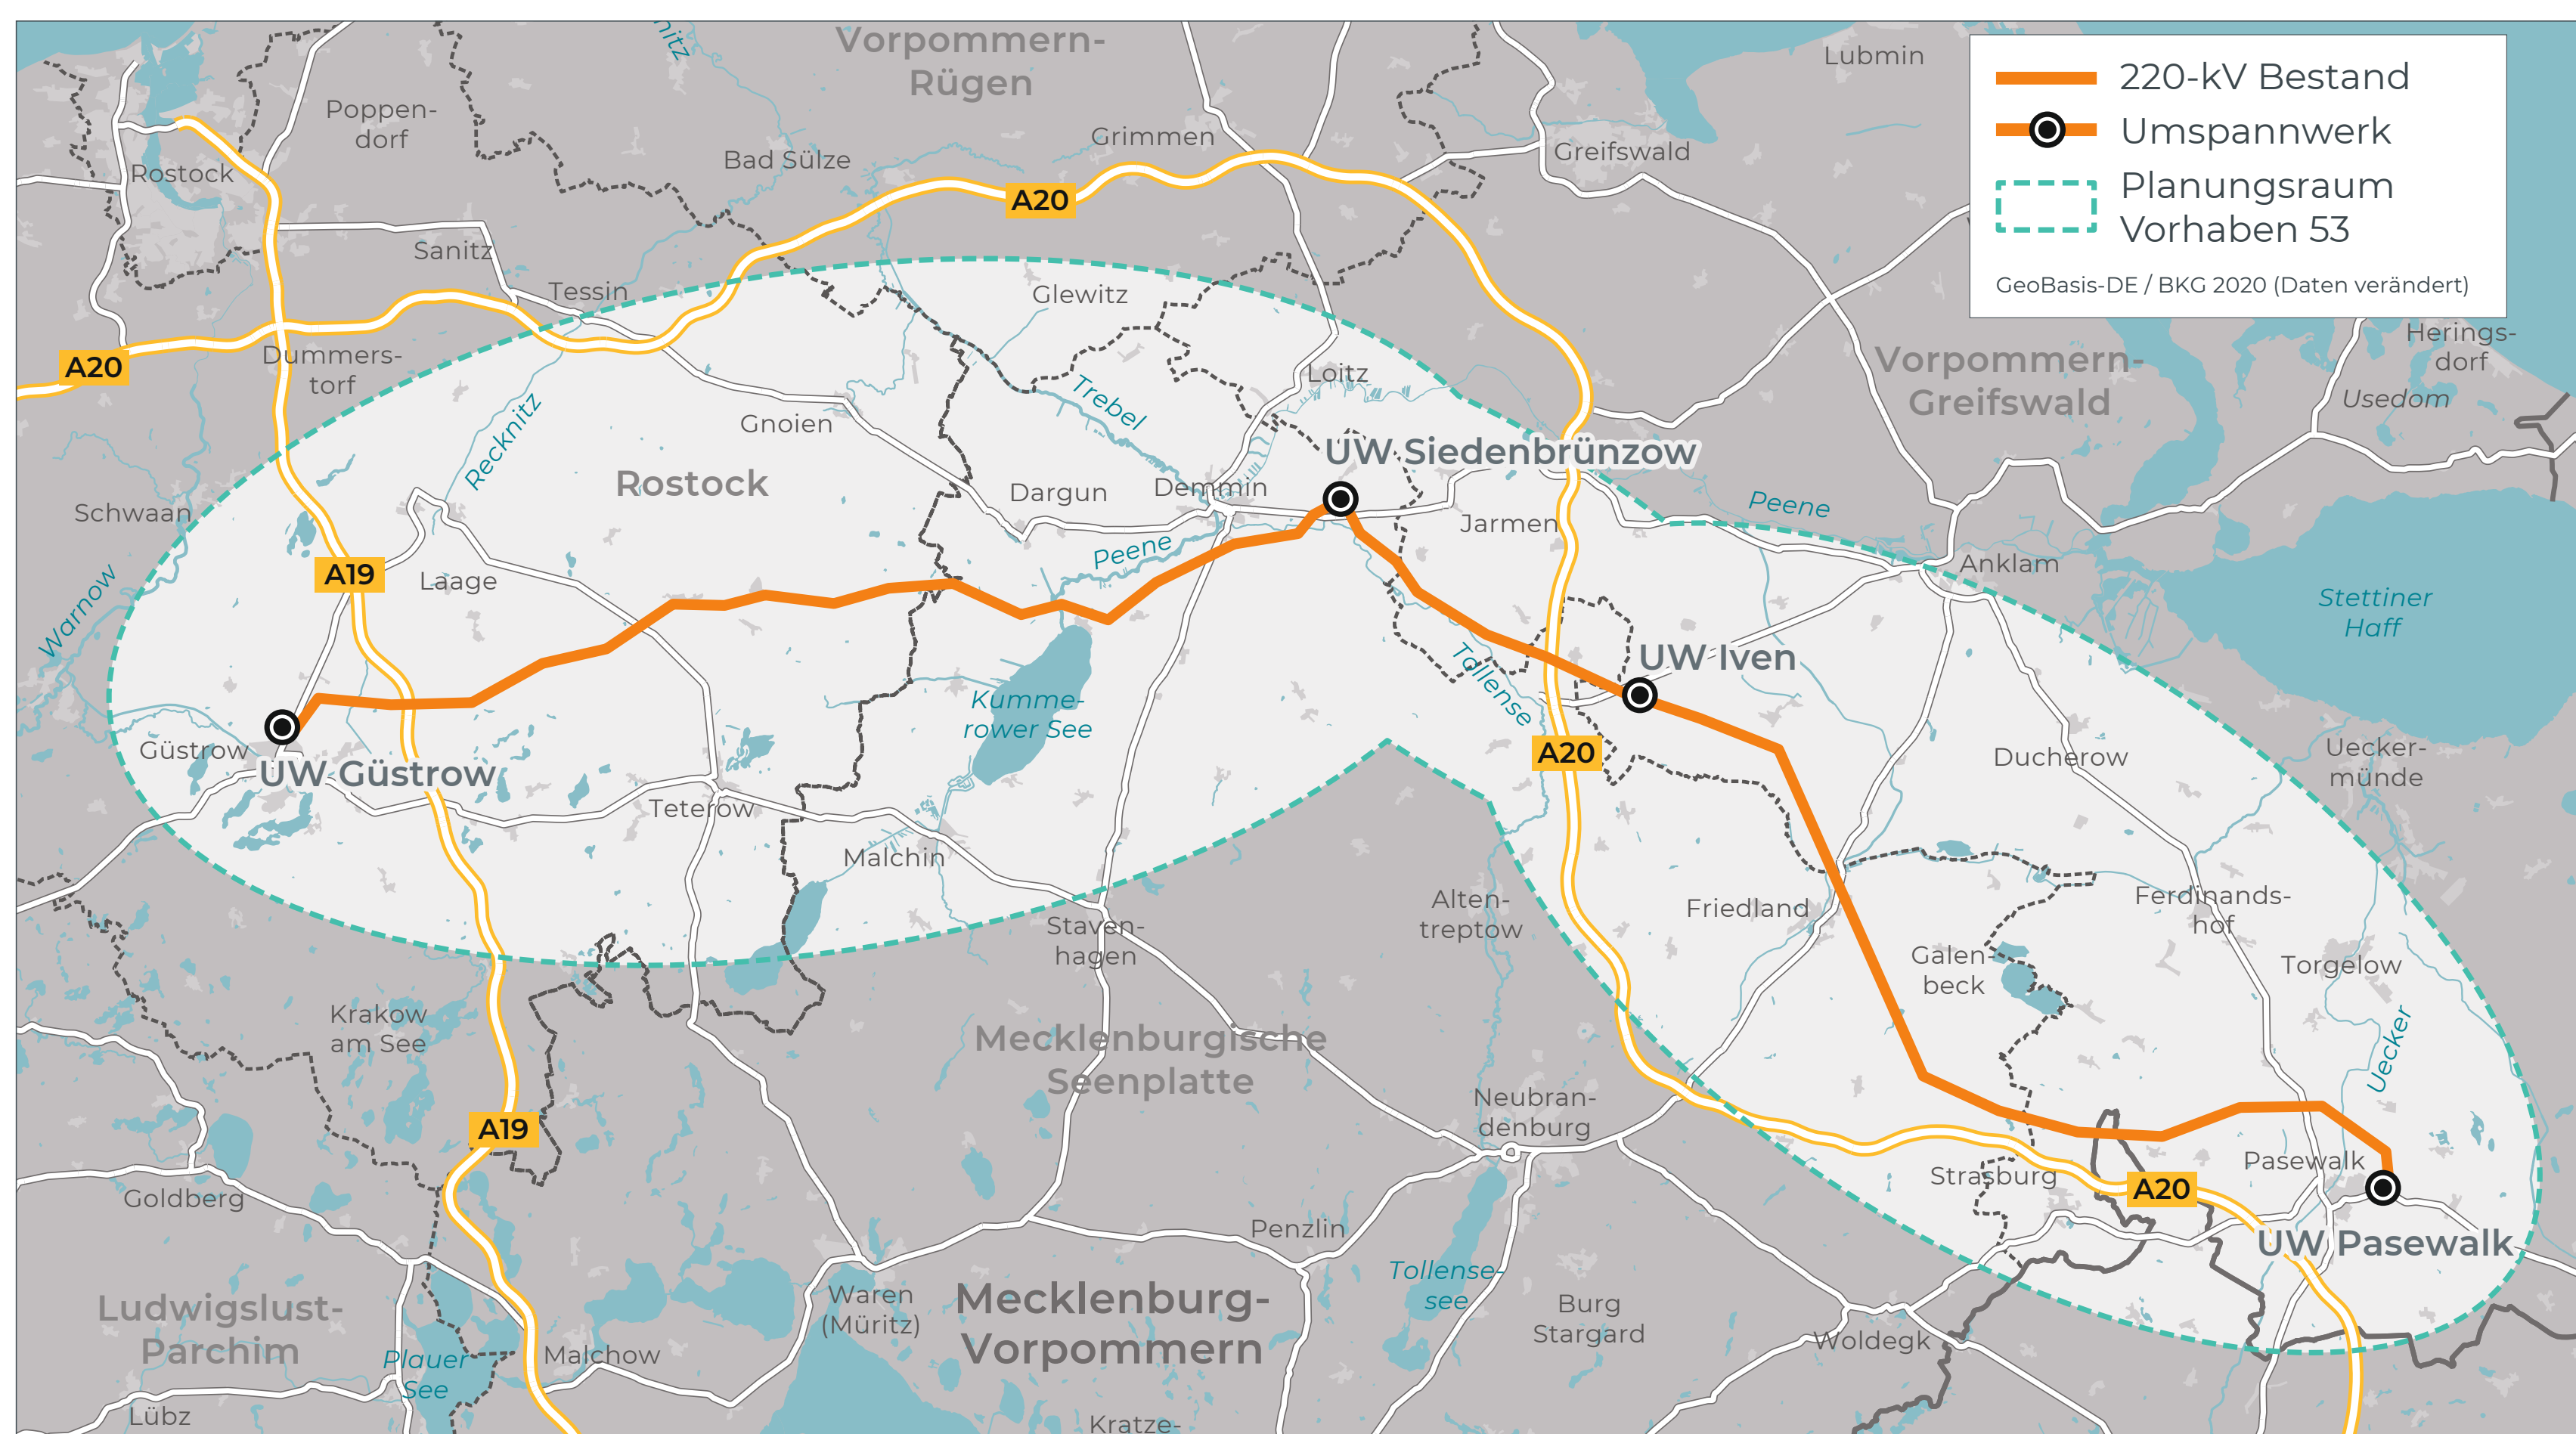 220-kV Bestand
Umspannwerk
Planungsraum
Vorhaben 53
GeoBasis-DE / BKG 2020 (Daten verändert)
nitz
Vorpommern-
Rügen
Lubmin
Poppen-
dorf
Grimmen
Bad Sülze
Greifswald
Rostock
A20
Sanitz
Tessin
Glewitz
A20
Dummers-
torf
Loitz
Vorpommern-
Greifswald
Herings-
dorf
Usedom
Trebel
Gnoien
Recknitz
UW Siedenbrünzow
Rostock
Dargun
Demmin
Schwaan
Jarmen
Peene
Peene
Anklam
A19
Laage
Warnow
Stettiner
Haff
UW Iven
Tollense
Kumme-
rower See
Güstrow
UW Güstrow
A20
Ducherow
Uecker-
münde
Teterow
Malchin
Alten-
treptow
Friedland
Ferdinands-
hof
Staven-
hagen
Galen-
beck
Torgelow
Krakow
am See
Mecklenburgische
Seenplatte
Uecker
A19
Neubran-
denburg
Strasburg
Pasewalk
A20
Goldberg
Penzlin
UW Pasewalk
Tollense-
see
Ludwigslust-
Parchim
Waren
(Müritz)
Mecklenburg-
Vorpommern
Burg
Stargard
Woldegk
Plauer
See
Malchow
Lübz
Kratze-